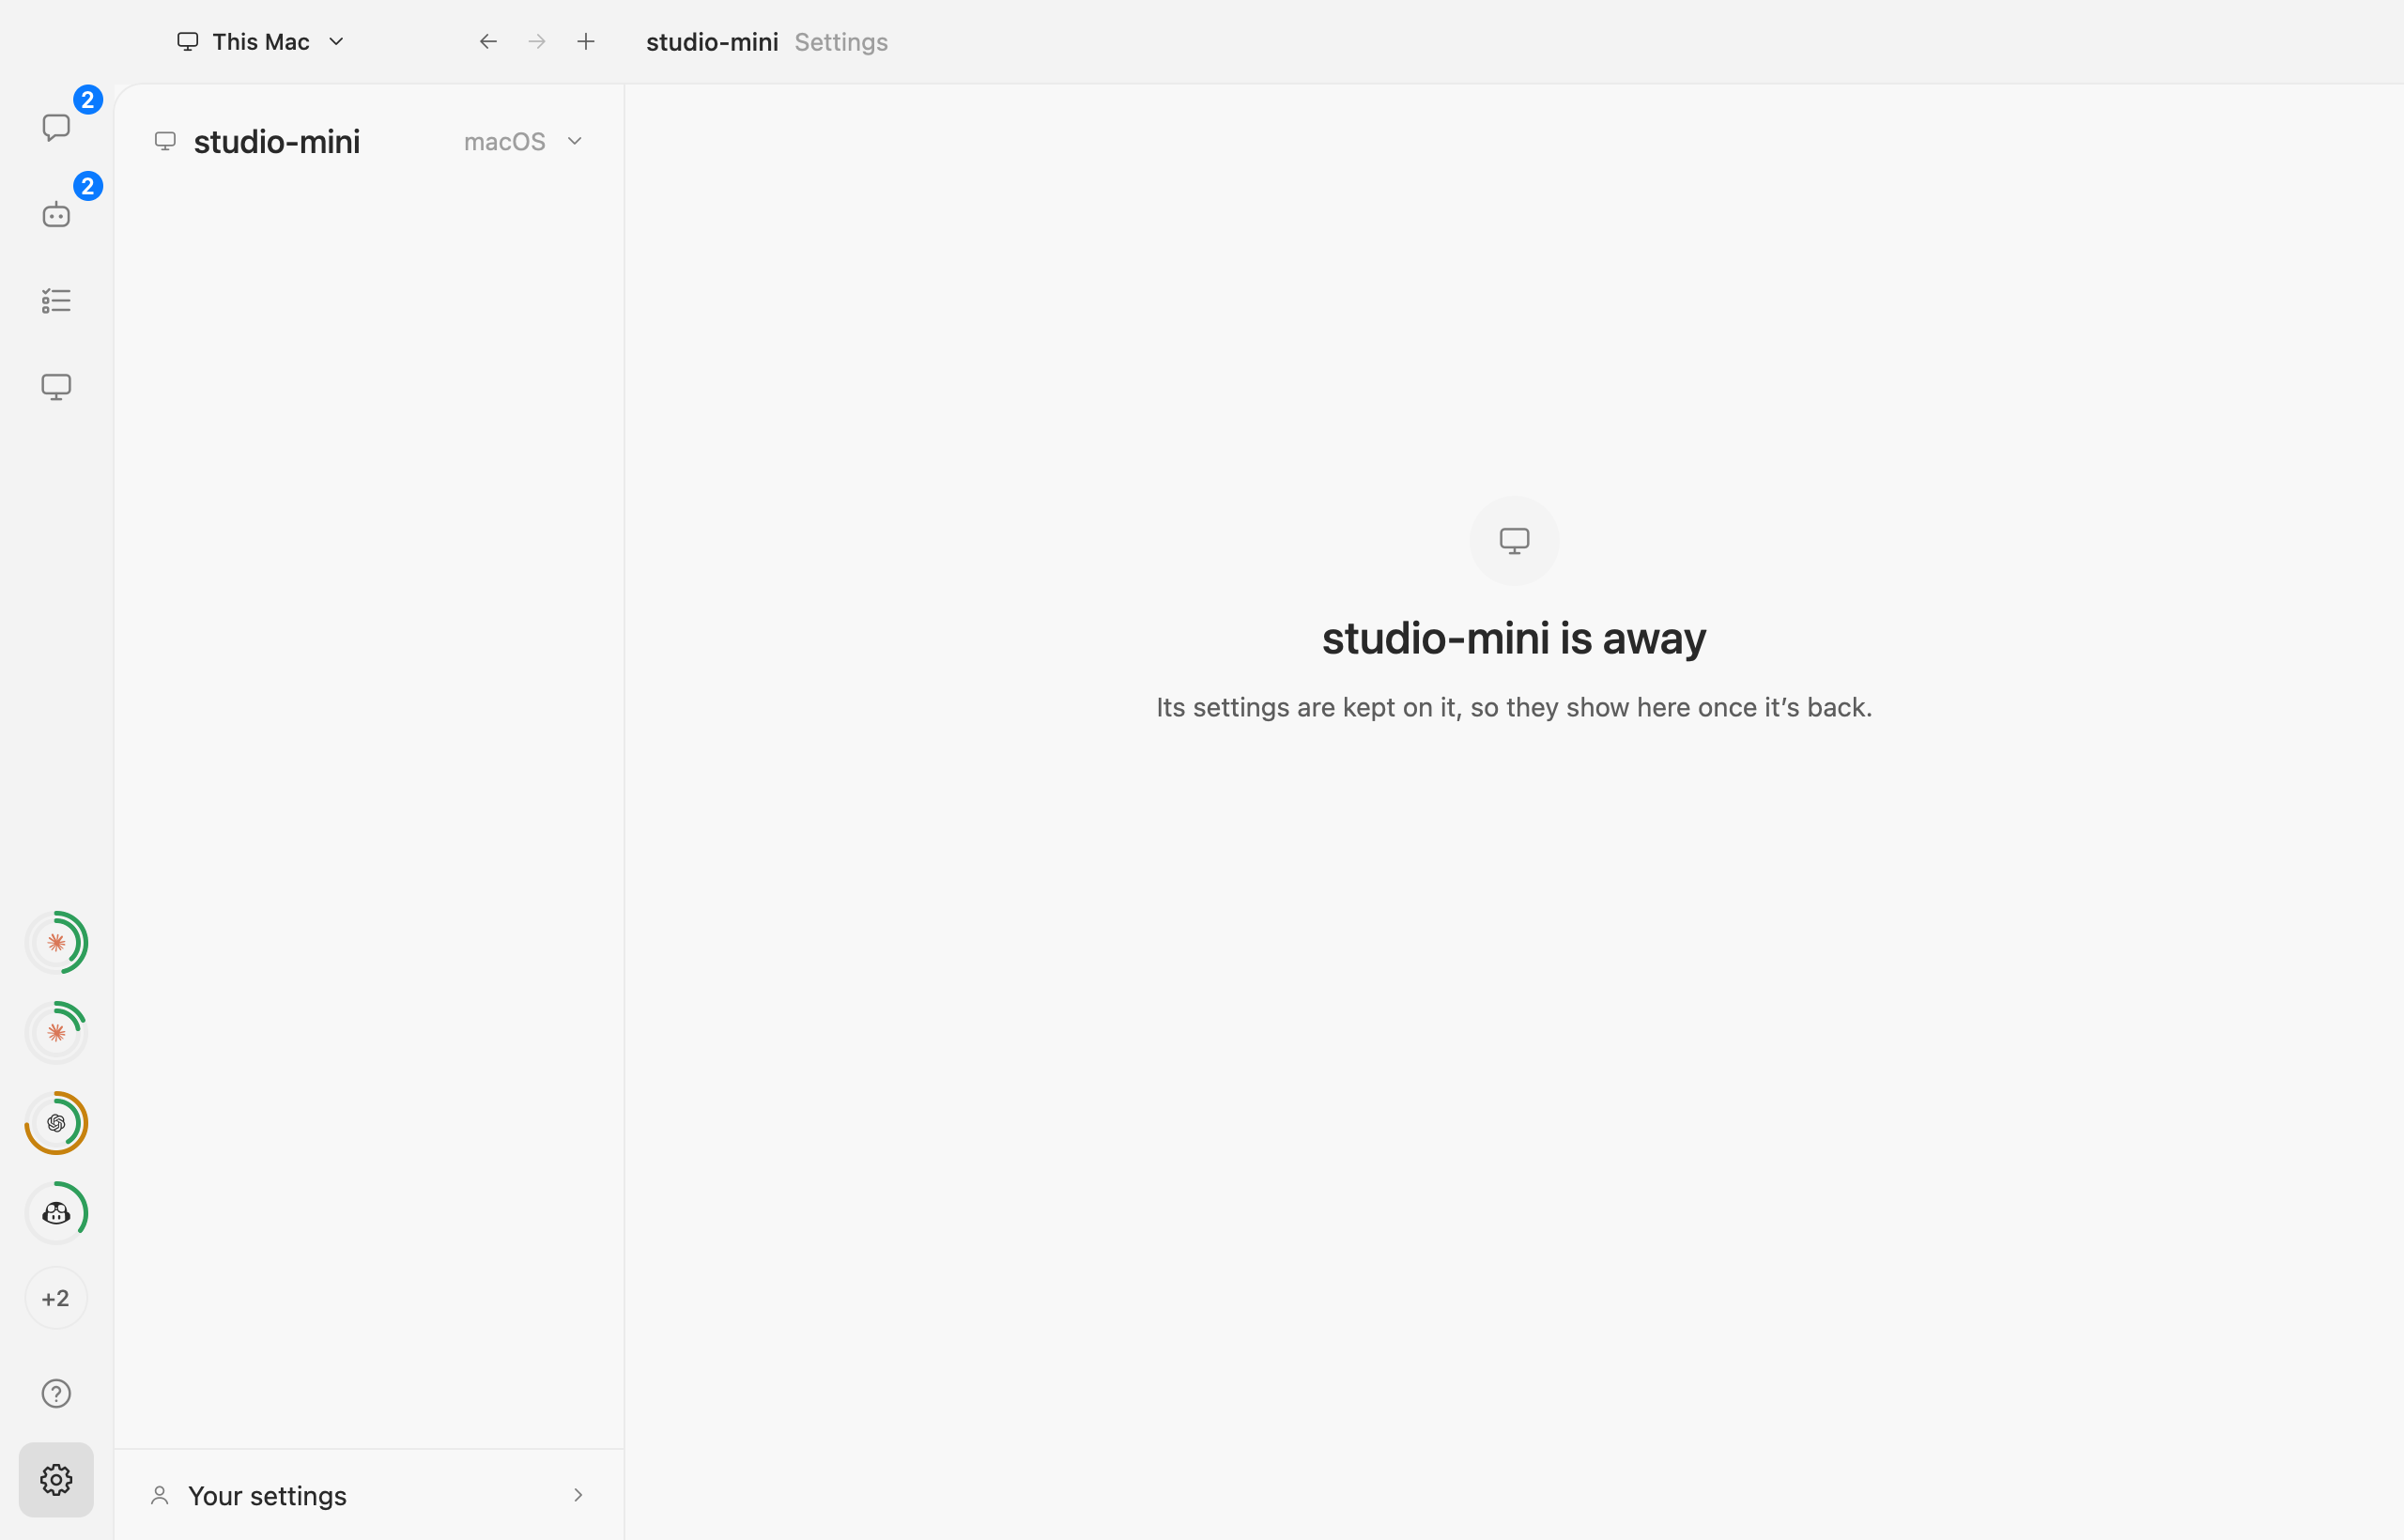 This Mac
studio-mini Settings
2
studio-mini macOS
2
studio-mini is away
Its settings are kept on it, so they show here once it’s back.
+2
Your settings